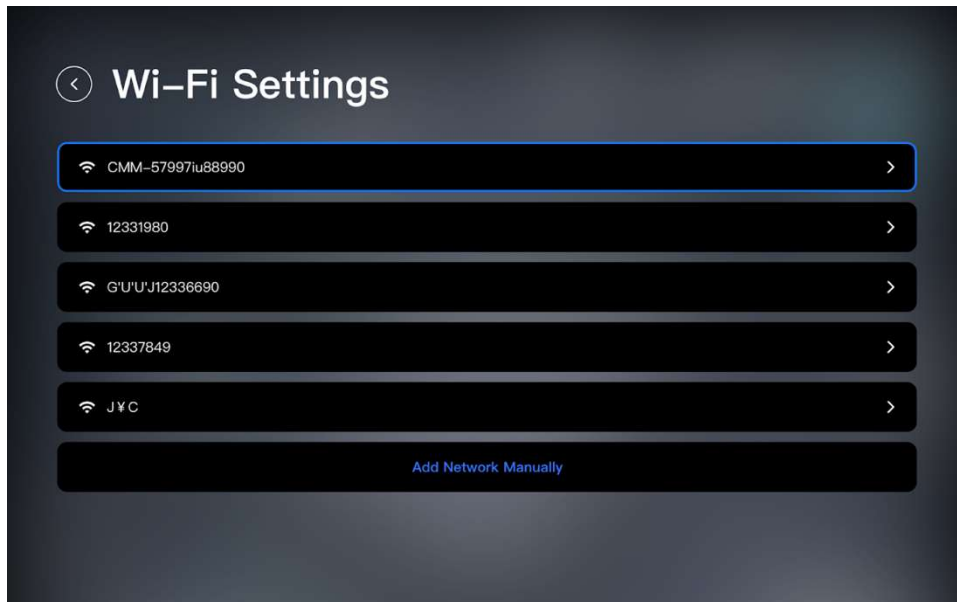 Wi-Fi Settings
CMM-57997iu88990
12331980
G'U'U'J12336690
12337849
J¥C
Add Network Manually